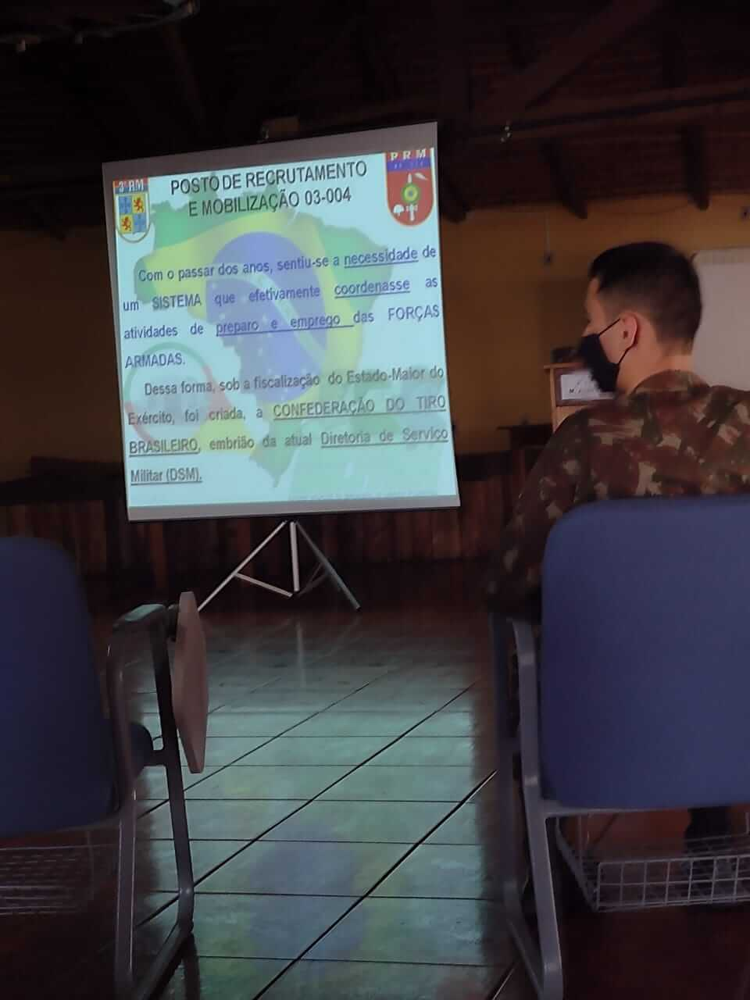 3ª RM
PRM
POSTO DE RECRUTAMENTO
E MOBILIZAÇÃO 03-004
Com o passar dos anos, sentiu-se a necessidade de
um SISTEMA que efetivamente coordenasse as
atividades de preparo e emprego das FORÇAS
ARMADAS.
Dessa forma, sob a fiscalização do Estado-Maior do
Exército, foi criada, a CONFEDERAÇÃO DO TIRO
BRASILEIRO, embrião da atual Diretoria de Serviço
Militar (DSM).